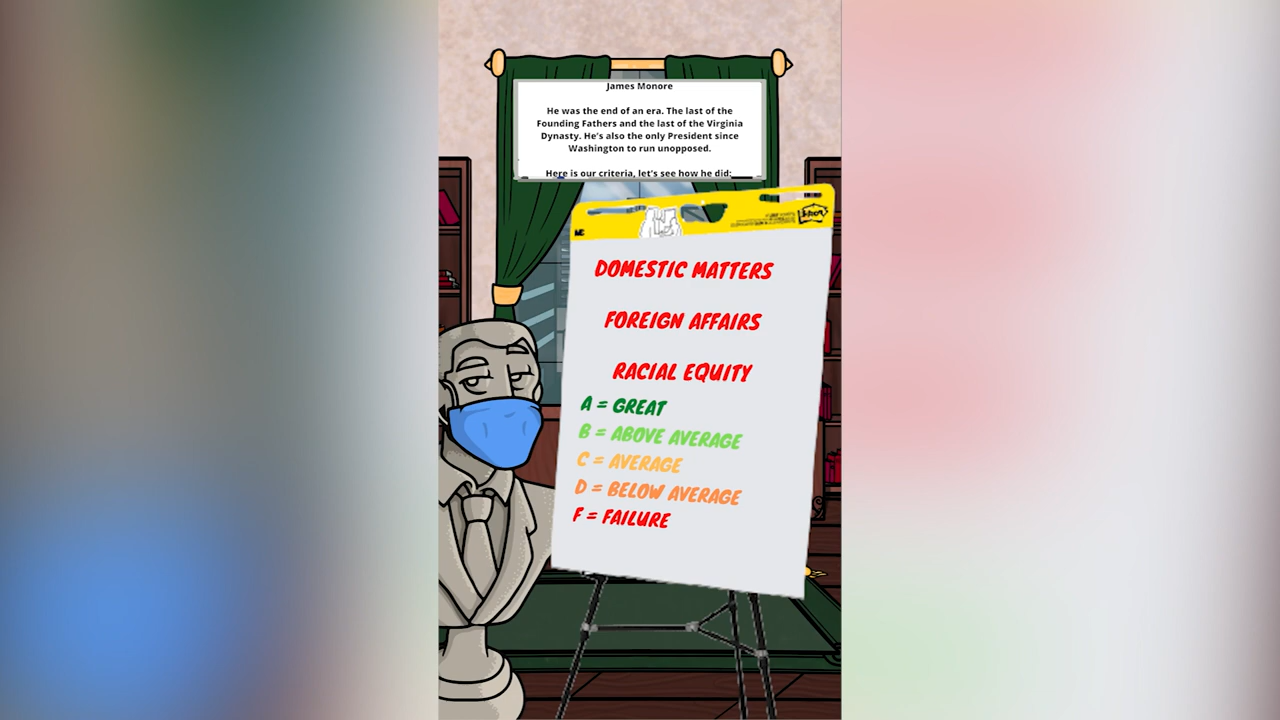 James Monore
He was the end of an era. The last of the
Founding Fathers and the last of the Virginia
Dynasty. He's also the only President since
Washington to run unopposed.
Here is our criteria, let's see how he did:
DOMESTIC MATTERS
FOREIGN AFFAIRS
RACIAL EQUITY
A = GREAT
B = ABOVE AVERAGE
C = AVERAGE
D = BELOW AVERAGE
F = FAILURE